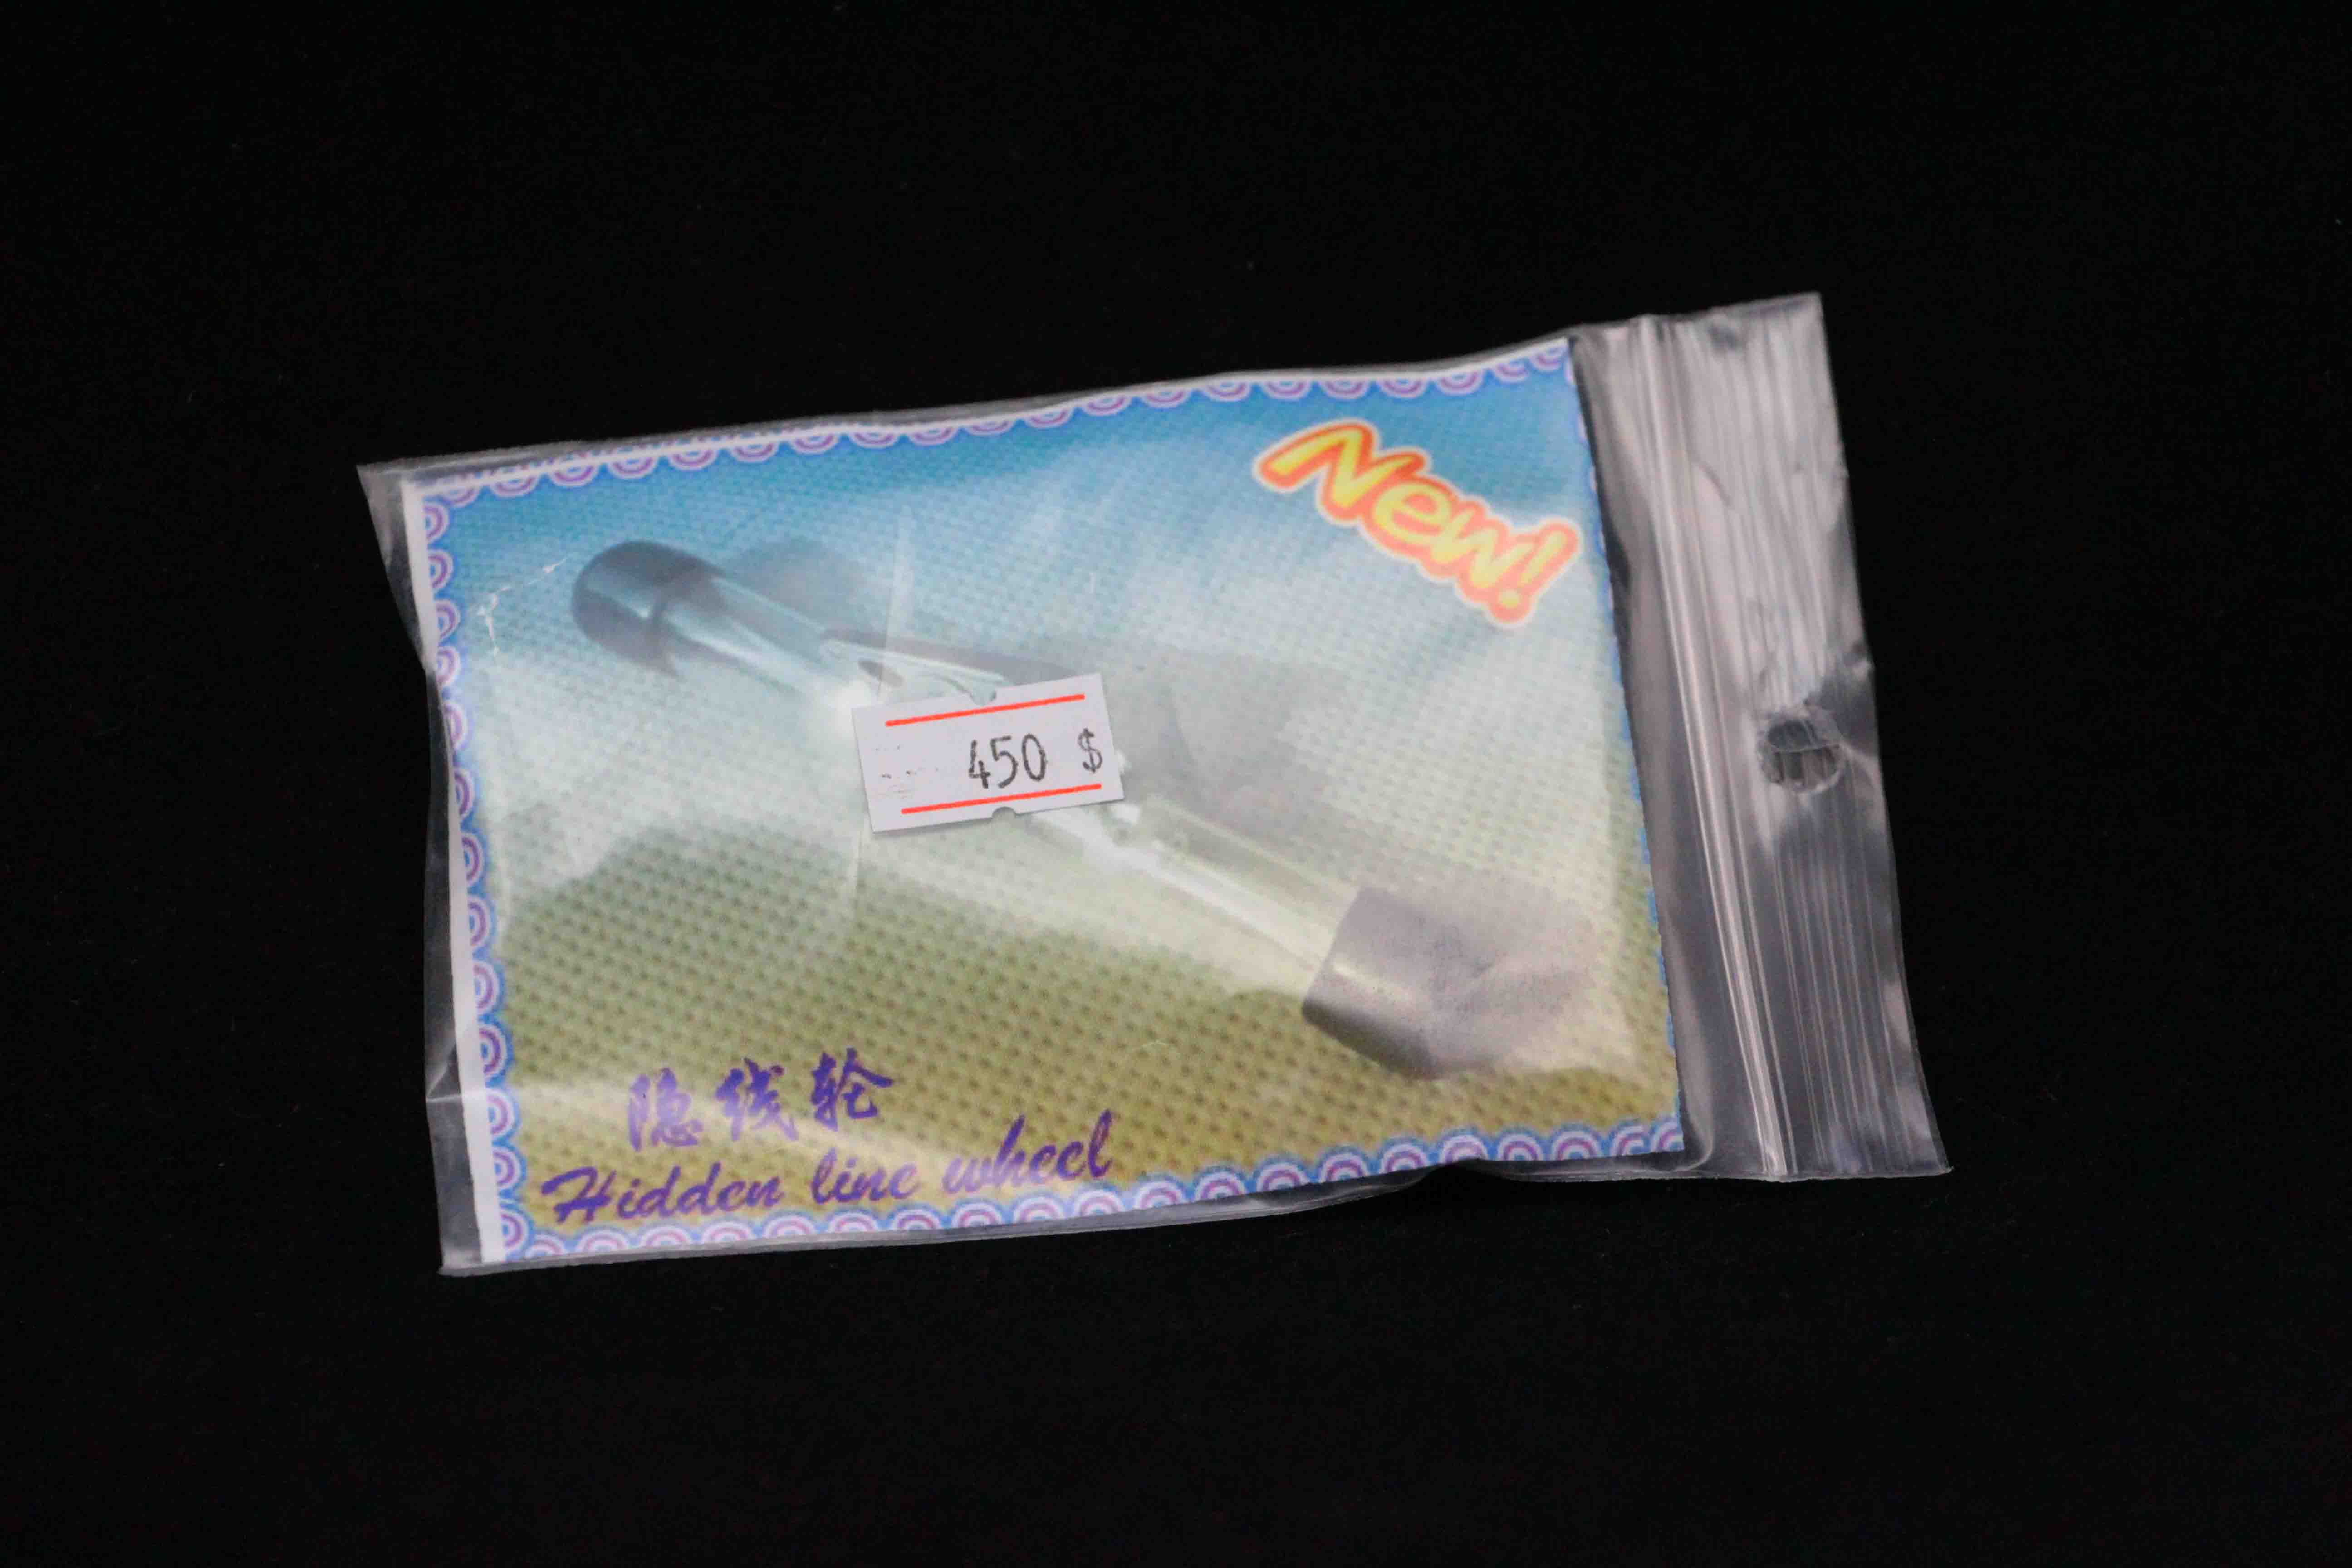 New!
450 $
隐线轮
Hidden line wheel